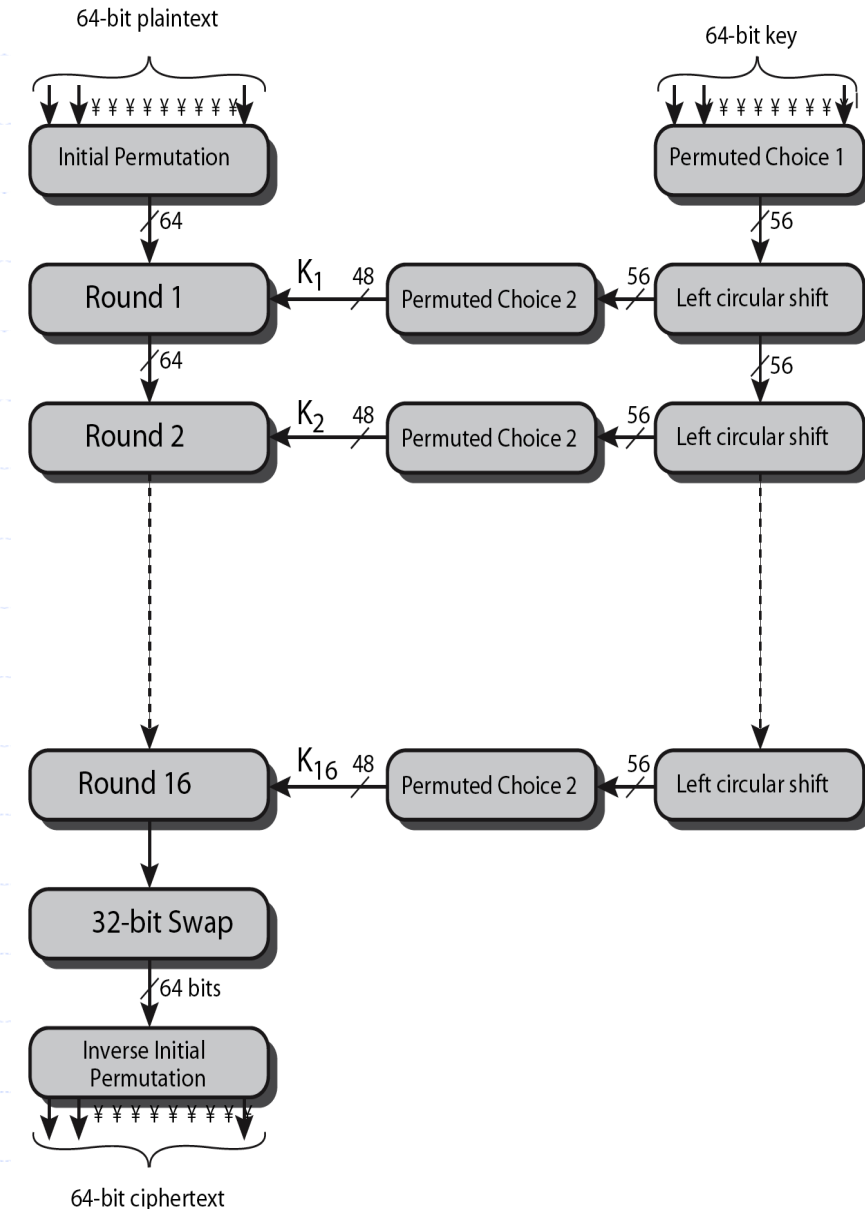 64-bit plaintext
64-bit key
¥ ¥ ¥ ¥ ¥ ¥ ¥ ¥ ¥
¥ ¥ ¥ ¥ ¥ ¥ ¥ ¥
Initial Permutation
Permuted Choice 1
64
56
Round 1
K1
48
Permuted Choice 2
56
Left circular shift
64
56
Round 2
K2
48
Permuted Choice 2
56
Left circular shift
Round 16
K16
48
Permuted Choice 2
56
Left circular shift
32-bit Swap
64 bits
Inverse Initial
Permutation
¥ ¥ ¥ ¥ ¥ ¥ ¥ ¥ ¥
64-bit ciphertext